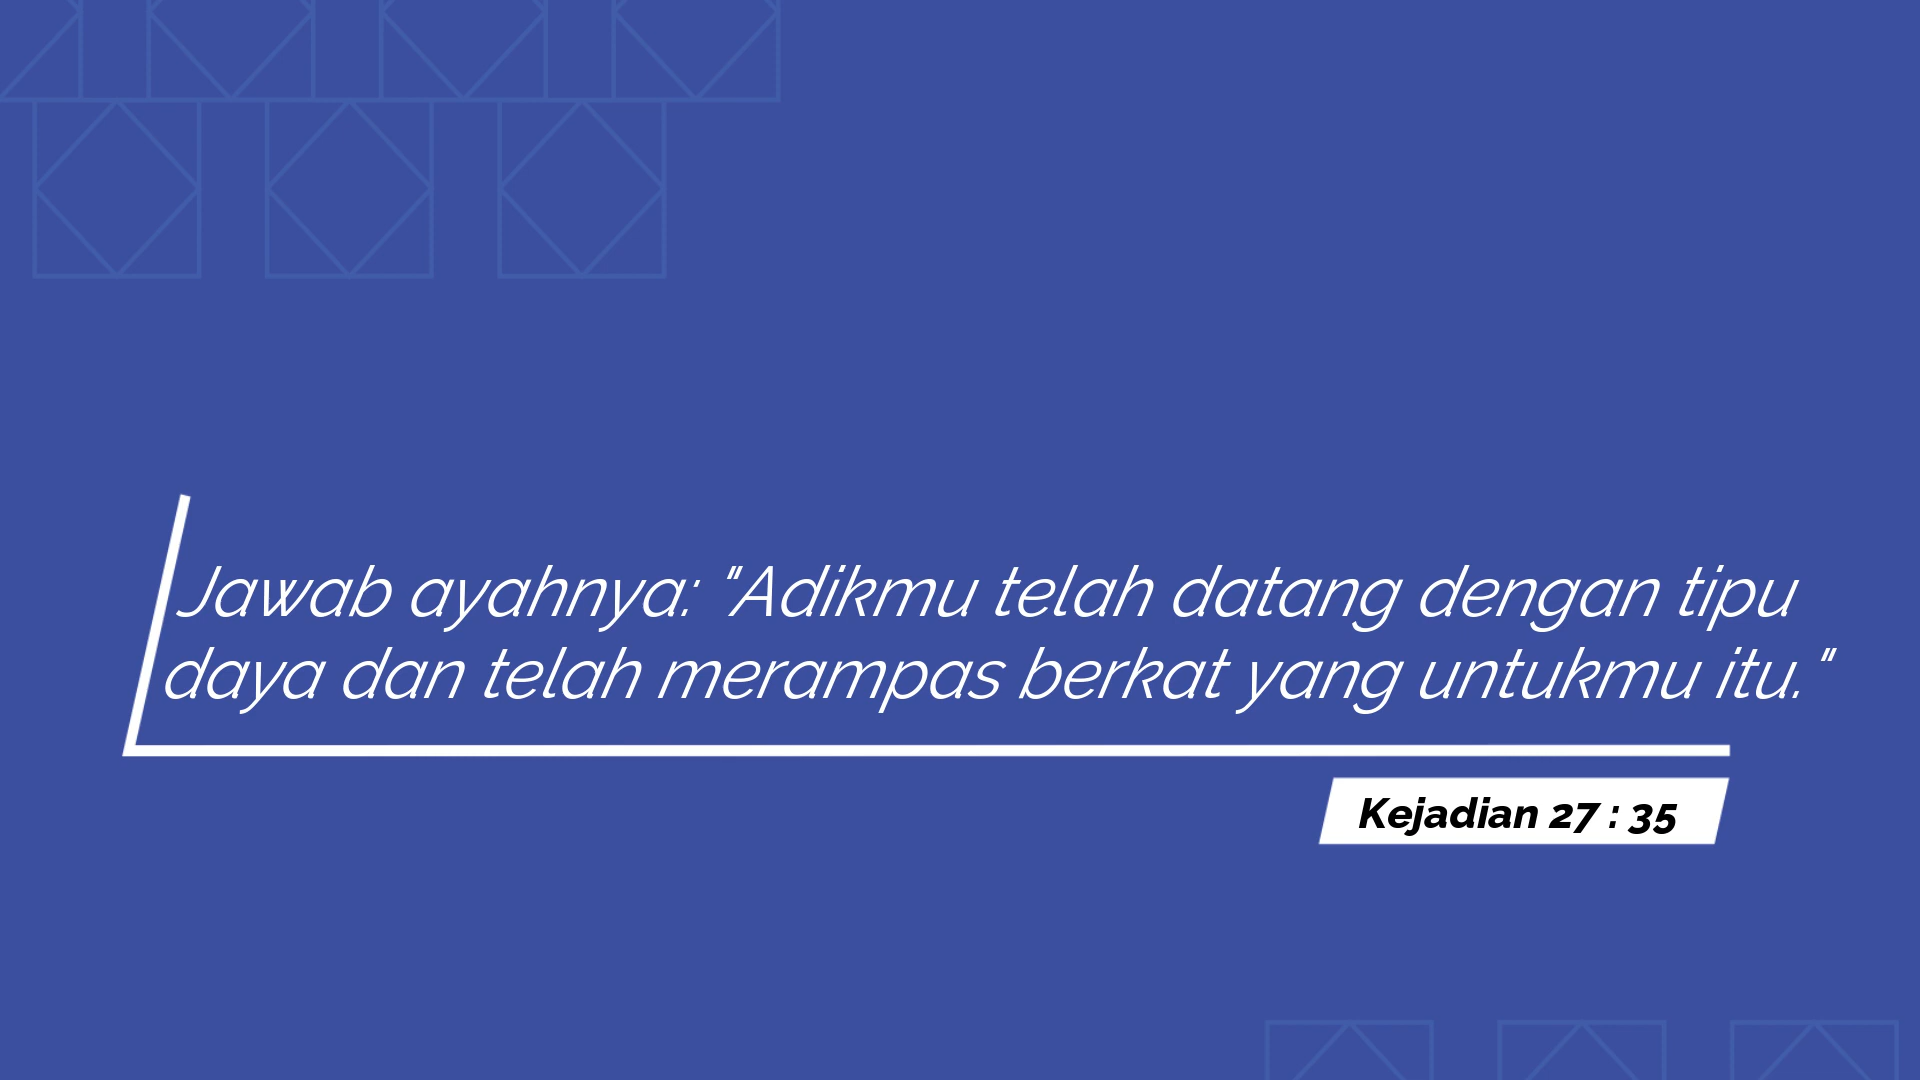 Jawab ayahnya: "Adikmu telah datang dengan tipu
daya dan telah merampas berkat yang untukmu itu."
Kejadian 27 : 35